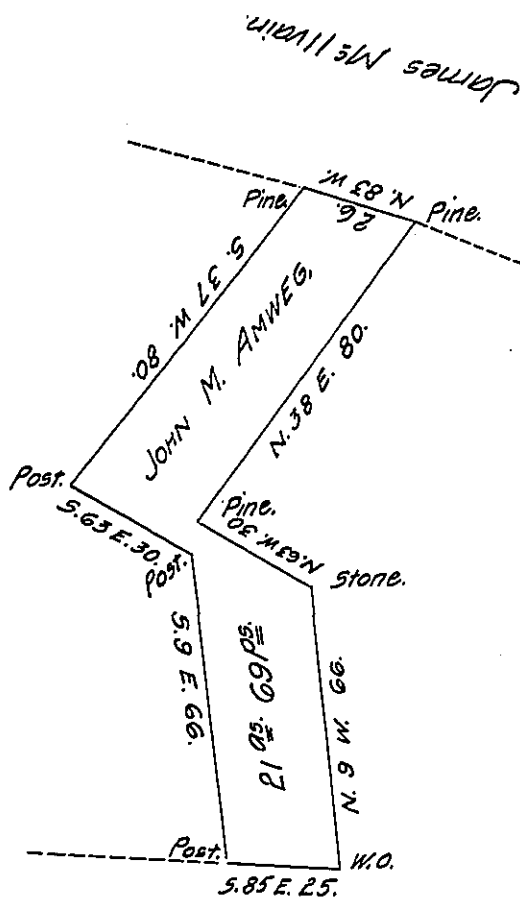 James McIlvain.
Pine.
N. 83 W.
26.
Pine.
S. 37 W. 80.
JOHN M. AMWEG.
N. 38 E. 80.
Post.
S. 63 E. 30.
Post.
Pine.
N. 63 W. 30
Stone.
S. 9 E. 66.
12 as. 69 ps.
N. 9 W. 66.
Post.
W.O.
S. 85 E. 25.